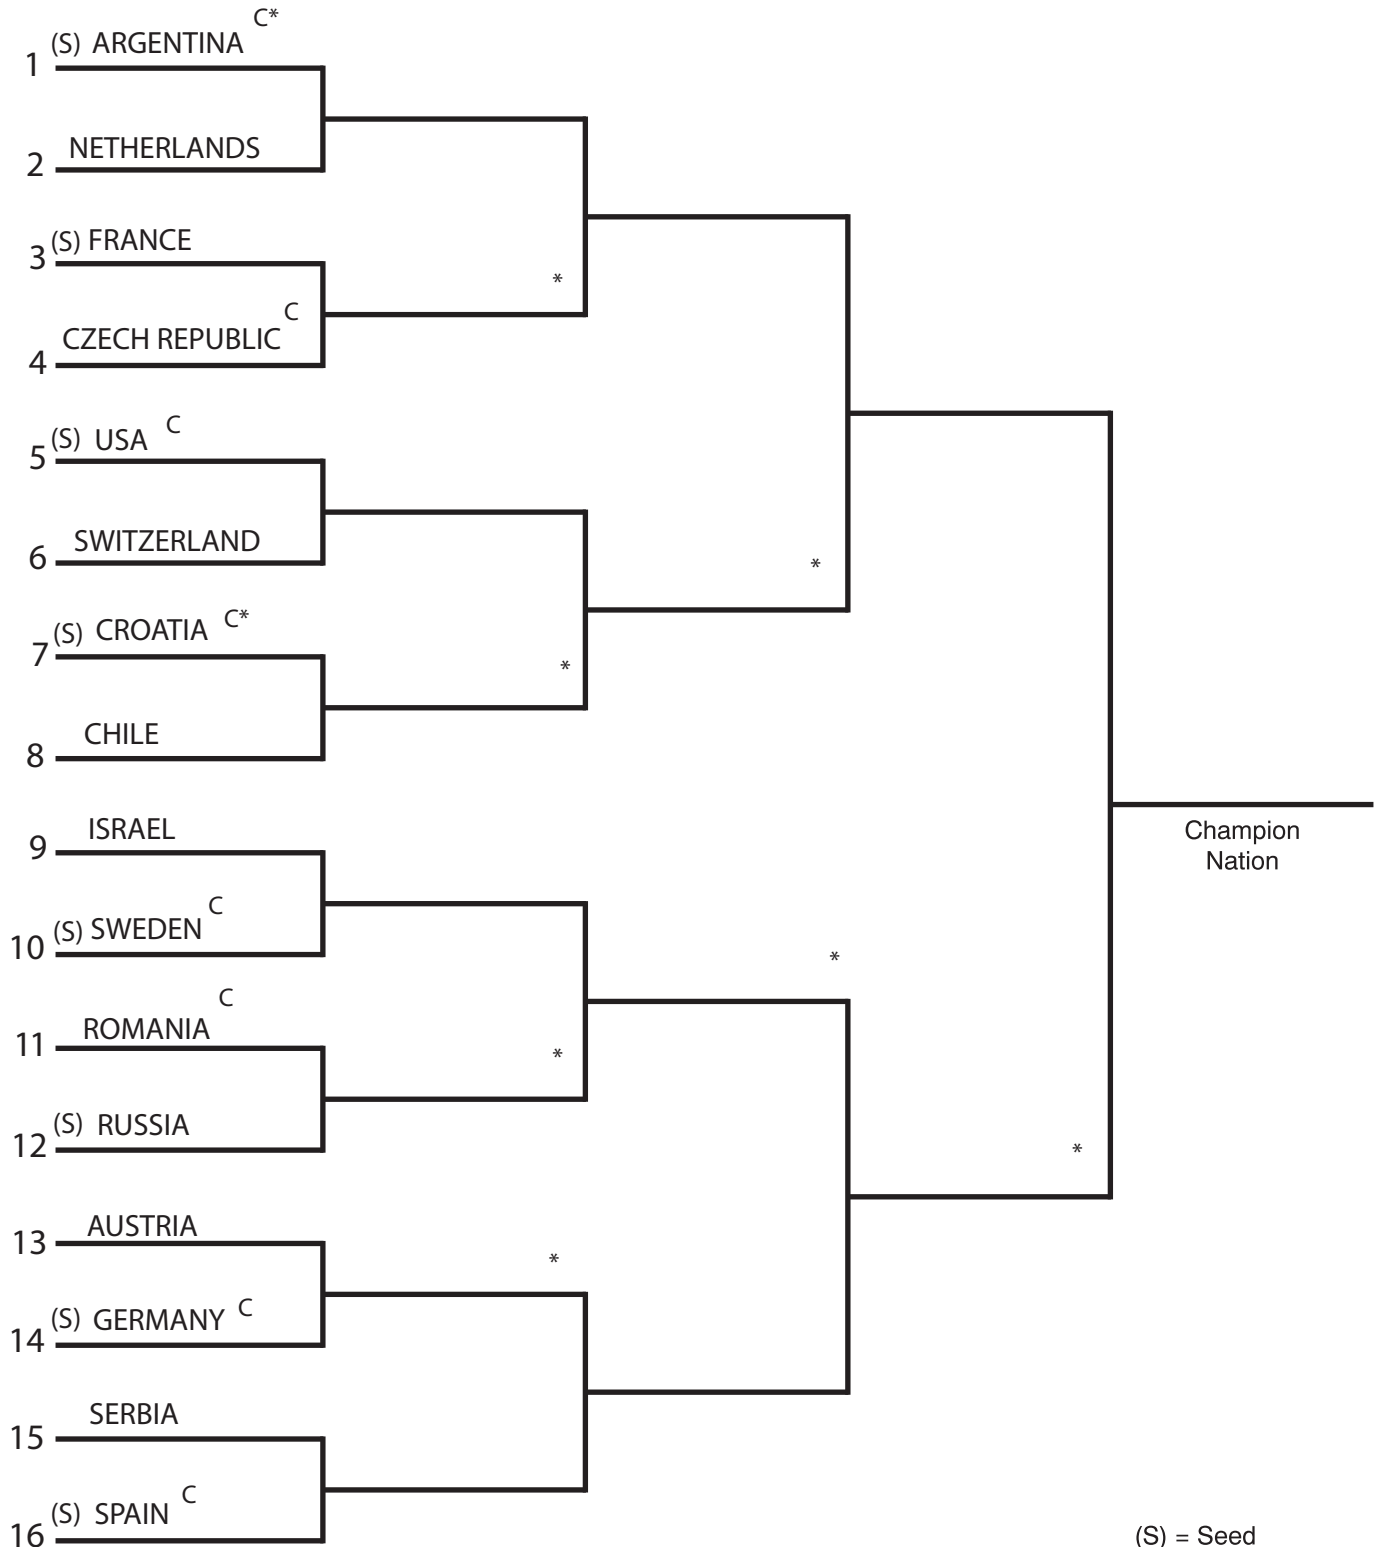 C*
1 (S) ARGENTINA
2 NETHERLANDS
3 (S) FRANCE
*
C
4 CZECH REPUBLIC
5 (S) USA C
6 SWITZERLAND
*
7 (S) CROATIA C*
*
8 CHILE
9 ISRAEL
Champion
Nation
10 (S) SWEDEN C
*
11 ROMANIA C
*
12 (S) RUSSIA
*
13 AUSTRIA
*
14 (S) GERMANY C
15 SERBIA
16 (S) SPAIN C
(S) = Seed